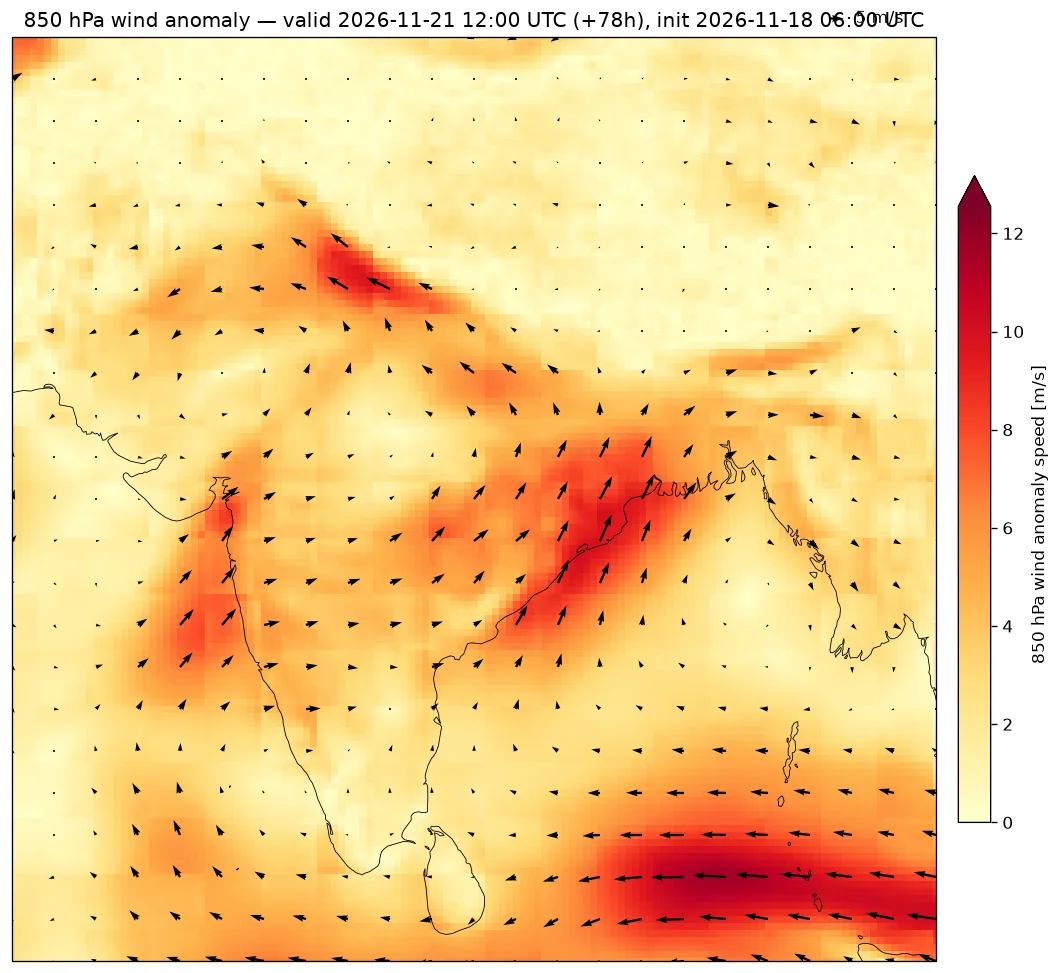 850 hPa wind anomaly — valid 2026-11-21 12:00 UTC (+78h), init 2026-11-18 06:00 UTC
5 m/s
12
10
8
6
4
2
0
850 hPa wind anomaly speed [m/s]